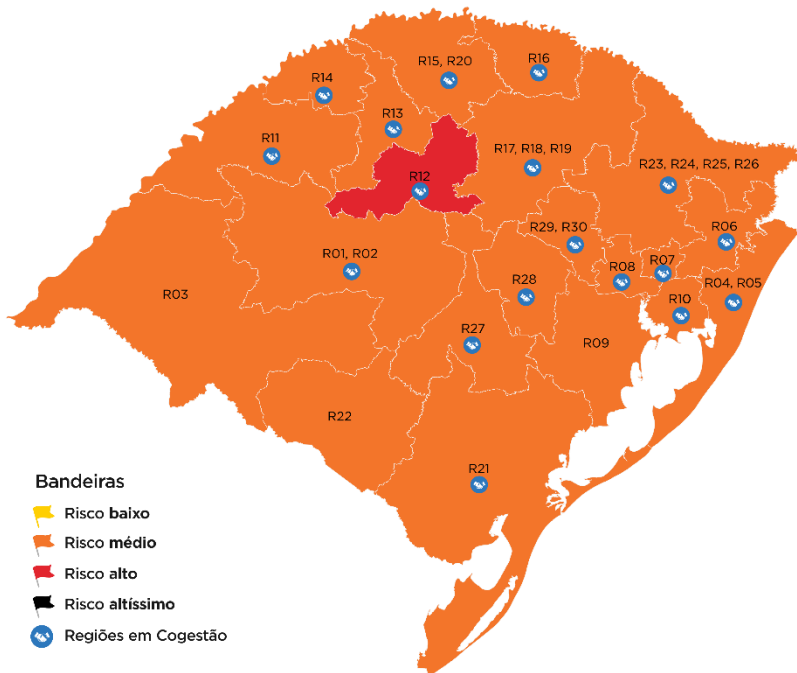 R15, R20
R16
R14
R13
R11
R17, R18, R19
R23, R24, R25, R26
R12
R29, R30
R06
R01, R02
R08
R07
R28
R04, R05
R03
R10
R27
R09
R22
R21
Bandeiras
Risco baixo
Risco médio
Risco alto
Risco altíssimo
Regiões em Cogestão